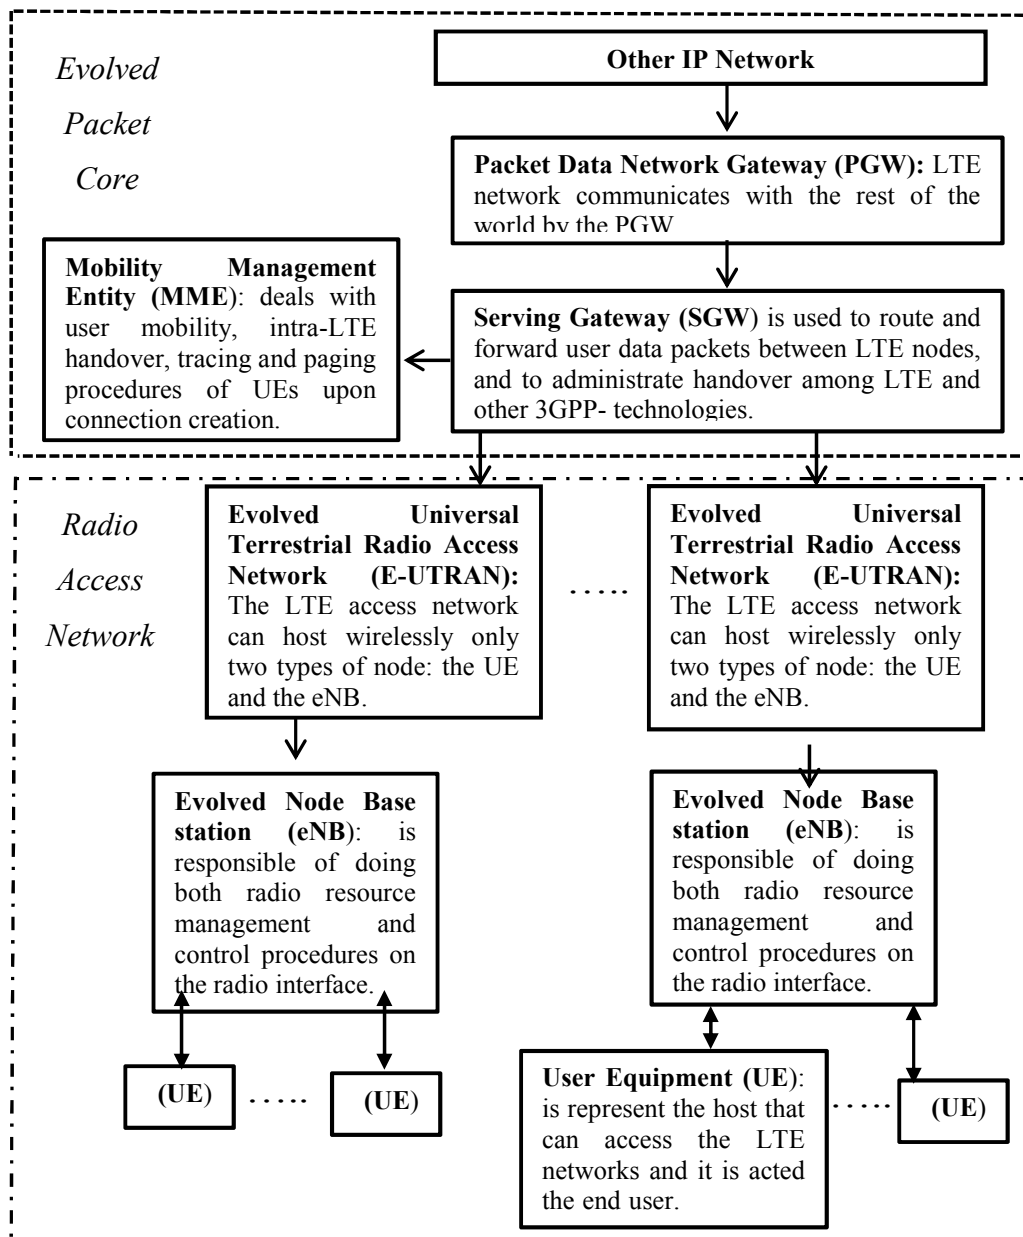 Evolved
Packet
Core
Other IP Network
Packet Data Network Gateway (PGW): LTE
network communicates with the rest of the
world by the PGW
Mobility Management
Entity (MME): deals with
user mobility, intra-LTE
handover, tracing and paging
procedures of UEs upon
connection creation.
Serving Gateway (SGW) is used to route and
forward user data packets between LTE nodes,
and to administrate handover among LTE and
other 3GPP- technologies.
Radio
Access
Network
Evolved Universal
Terrestrial Radio Access
Network (E-UTRAN):
The LTE access network
can host wirelessly only
two types of node: the UE
and the eNB.
.....
Evolved Universal
Terrestrial Radio Access
Network (E-UTRAN):
The LTE access network
can host wirelessly only
two types of node: the UE
and the eNB.
Evolved Node Base
station (eNB): is
responsible of doing
both radio resource
management and
control procedures on
the radio interface.
Evolved Node Base
station (eNB): is
responsible of doing
both radio resource
management and
control procedures on
the radio interface.
(UE)
.....
(UE)
User Equipment (UE):
is represent the host that
can access the LTE
networks and it is acted
the end user.
.....
(UE)